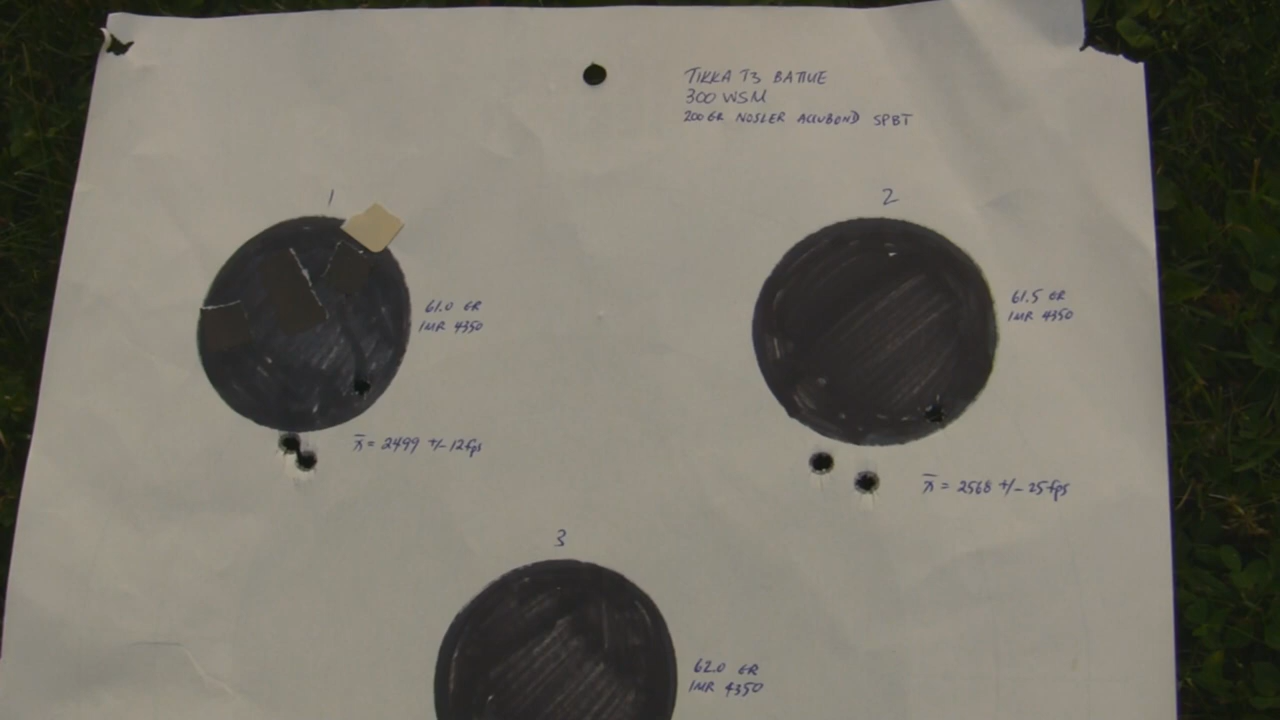 TIKKA T3 BATTUE
300 WSM
200 GR NOSLER ACCUBOND SPBT
1
61.0 GR
IMR 4350
x̄ = 2499 +/- 12fps
2
61.5 GR
IMR 4350
x̄ = 2568 +/- 25fps
3
62.0 GR
IMR 4350